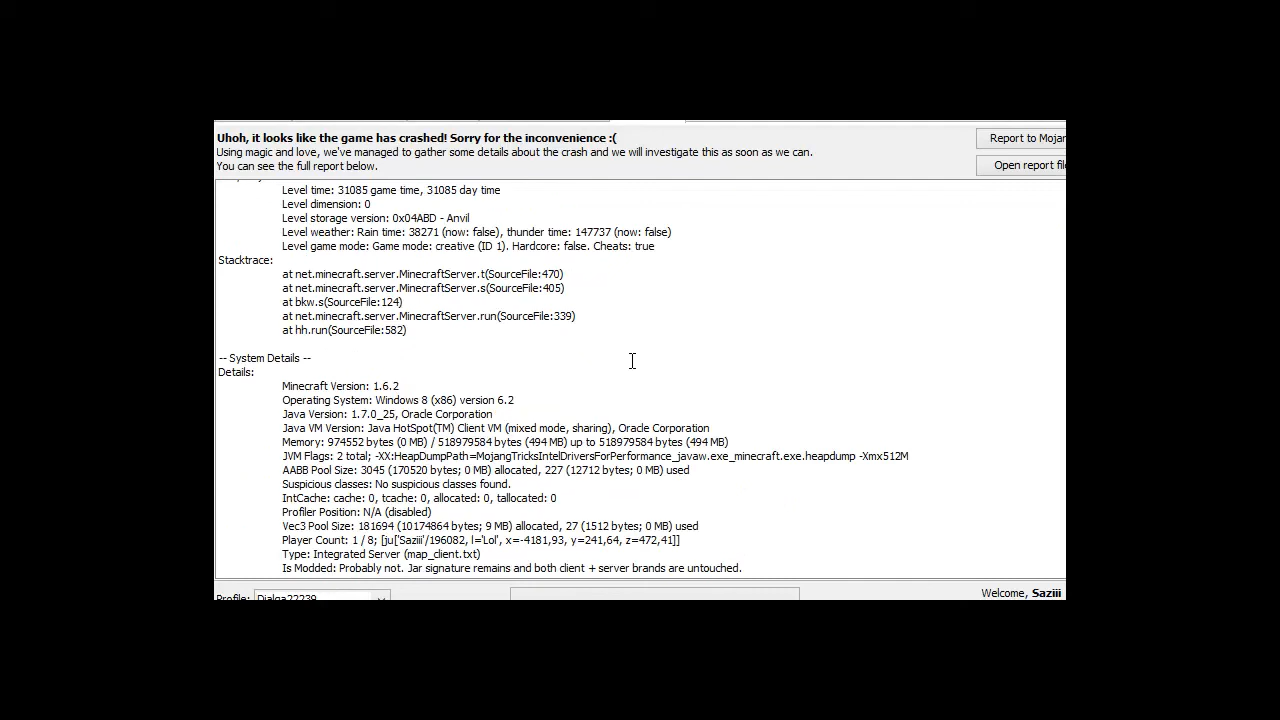 Uhoh, it looks like the game has crashed! Sorry for the inconvenience :(
Using magic and love, we've managed to gather some details about the crash and we will investigate this as soon as we can.
You can see the full report below.
Report to Mojan
Open report file
Level time: 31085 game time, 31085 day time
Level dimension: 0
Level storage version: 0x04ABD - Anvil
Level weather: Rain time: 38271 (now: false), thunder time: 147737 (now: false)
Level game mode: Game mode: creative (ID 1). Hardcore: false. Cheats: true
Stacktrace:
at net.minecraft.server.MinecraftServer.t(SourceFile:470)
at net.minecraft.server.MinecraftServer.s(SourceFile:405)
at bkw.s(SourceFile:124)
at net.minecraft.server.MinecraftServer.run(SourceFile:339)
at hh.run(SourceFile:582)
-- System Details --
Details:
Minecraft Version: 1.6.2
Operating System: Windows 8 (x86) version 6.2
Java Version: 1.7.0_25, Oracle Corporation
Java VM Version: Java HotSpot(TM) Client VM (mixed mode, sharing), Oracle Corporation
Memory: 974552 bytes (0 MB) / 518979584 bytes (494 MB) up to 518979584 bytes (494 MB)
JVM Flags: 2 total; -XX:HeapDumpPath=MojangTricksIntelDriversForPerformance_javaw.exe_minecraft.exe.heapdump -Xmx512M
AABB Pool Size: 3045 (170520 bytes; 0 MB) allocated, 227 (12712 bytes; 0 MB) used
Suspicious classes: No suspicious classes found.
IntCache: cache: 0, tcache: 0, allocated: 0, tallocated: 0
Profiler Position: N/A (disabled)
Vec3 Pool Size: 181694 (10174864 bytes; 9 MB) allocated, 27 (1512 bytes; 0 MB) used
Player Count: 1 / 8; [ju['Saziii'/196082, l='Lol', x=-4181,93, y=241,64, z=472,41]]
Type: Integrated Server (map_client.txt)
Is Modded: Probably not. Jar signature remains and both client + server brands are untouched.
Profile: Dialga22239
Welcome, Saziii